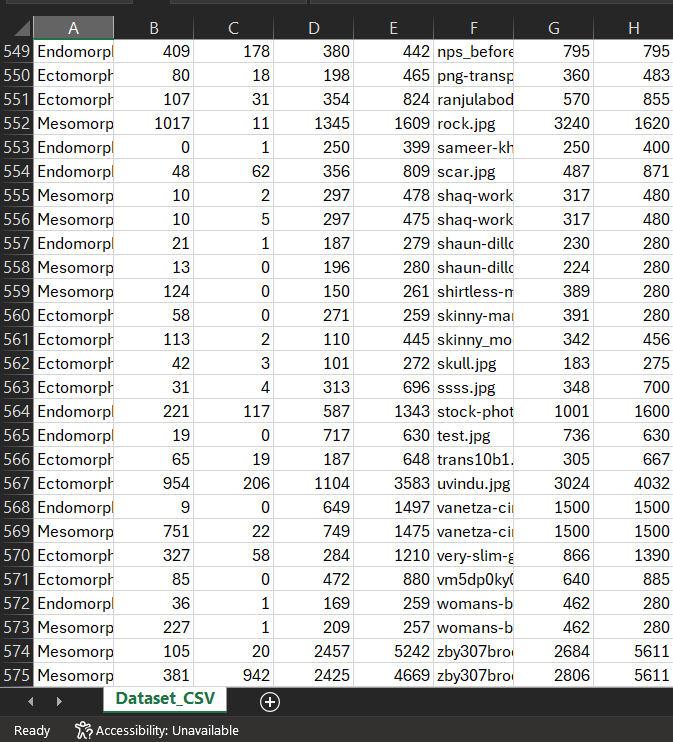 A B C D E F G H
549 Endomorpl 409 178 380 442 nps_before 795 795
550 Ectomorph 80 18 198 465 png-transp 360 483
551 Ectomorph 107 31 354 824 ranjulabod 570 855
552 Mesomorp 1017 11 1345 1609 rock.jpg 3240 1620
553 Endomorpl 0 1 250 399 sameer-kh 250 400
554 Endomorpl 48 62 356 809 scar.jpg 487 871
555 Mesomorp 10 2 297 478 shaq-work 317 480
556 Mesomorp 10 5 297 475 shaq-work 317 480
557 Endomorpl 21 1 187 279 shaun-dillo 230 280
558 Mesomorp 13 0 196 280 shaun-dillo 224 280
559 Mesomorp 124 0 150 261 shirtless-m 389 280
560 Ectomorph 58 0 271 259 skinny-mai 391 280
561 Ectomorph 113 2 110 445 skinny_mo 342 456
562 Ectomorph 42 3 101 272 skull.jpg 183 275
563 Ectomorph 31 4 313 696 ssss.jpg 348 700
564 Endomorpl 221 117 587 1343 stock-phot 1001 1600
565 Endomorpl 19 0 717 630 test.jpg 736 630
566 Ectomorph 65 19 187 648 trans10b1. 305 667
567 Ectomorph 954 206 1104 3583 uvindu.jpg 3024 4032
568 Endomorpl 9 0 649 1497 vanetza-cii 1500 1500
569 Mesomorp 751 22 749 1475 vanetza-cii 1500 1500
570 Ectomorph 327 58 284 1210 very-slim-g 866 1390
571 Ectomorph 85 0 472 880 vm5dp0ky0 640 885
572 Endomorpl 36 1 169 259 womans-b 462 280
573 Mesomorp 227 1 209 257 womans-b 462 280
574 Mesomorp 105 20 2457 5242 zby307broo 2684 5611
575 Mesomorp 381 942 2425 4669 zby307broo 2806 5611
Dataset_CSV
Ready Accessibility: Unavailable